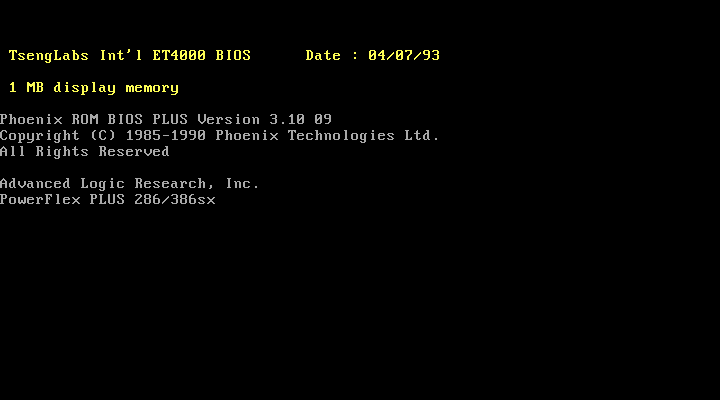 TsengLabs Int'l ET4000 BIOS      Date : 04/07/93
1 MB display memory
Phoenix ROM BIOS PLUS Version 3.10 09
Copyright (C) 1985-1990 Phoenix Technologies Ltd.
All Rights Reserved
Advanced Logic Research, Inc.
PowerFlex PLUS 286/386sx